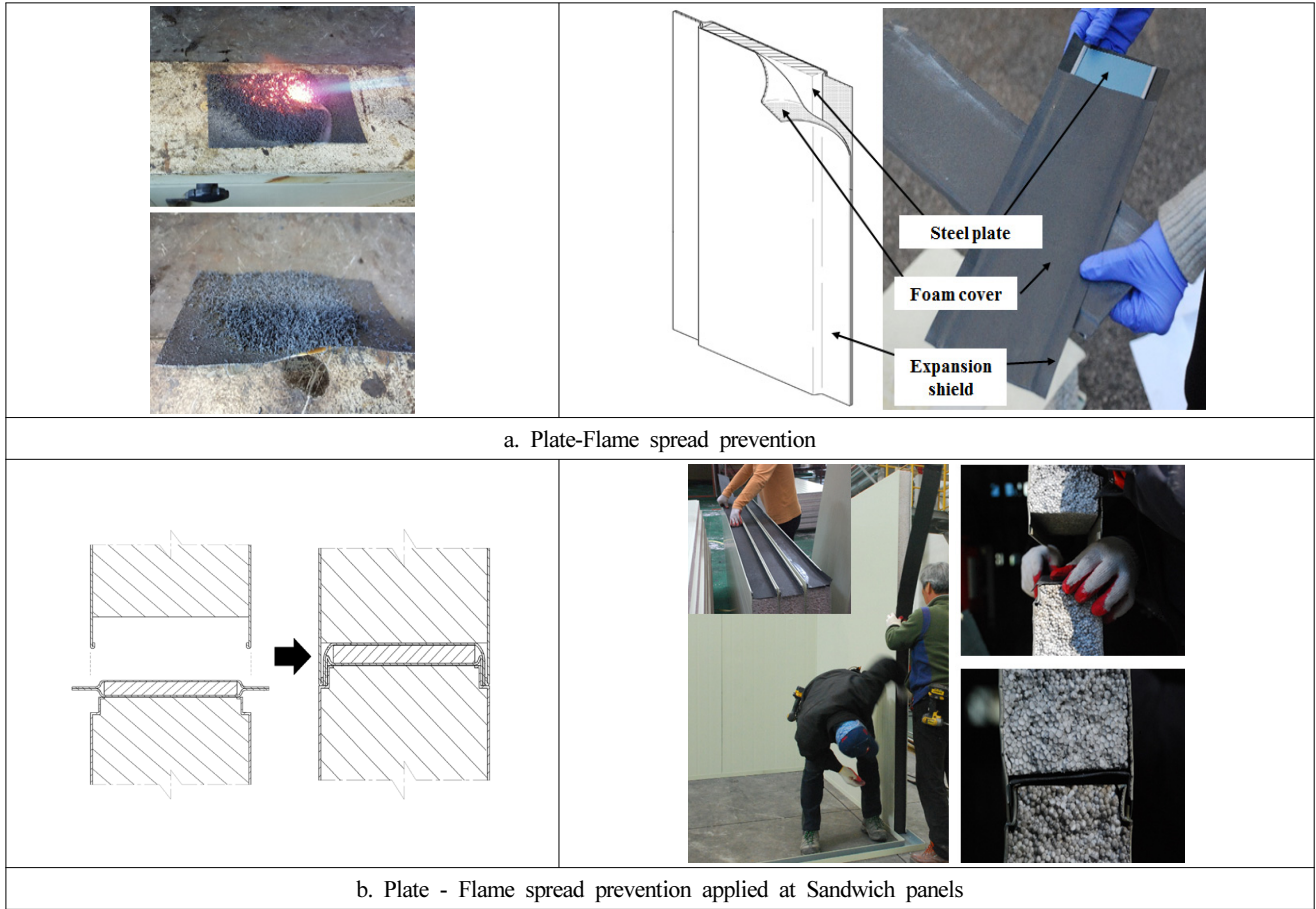 Steel plate
Foam cover
Expansion
shield
a. Plate-Flame spread prevention
b. Plate - Flame spread prevention applied at Sandwich panels